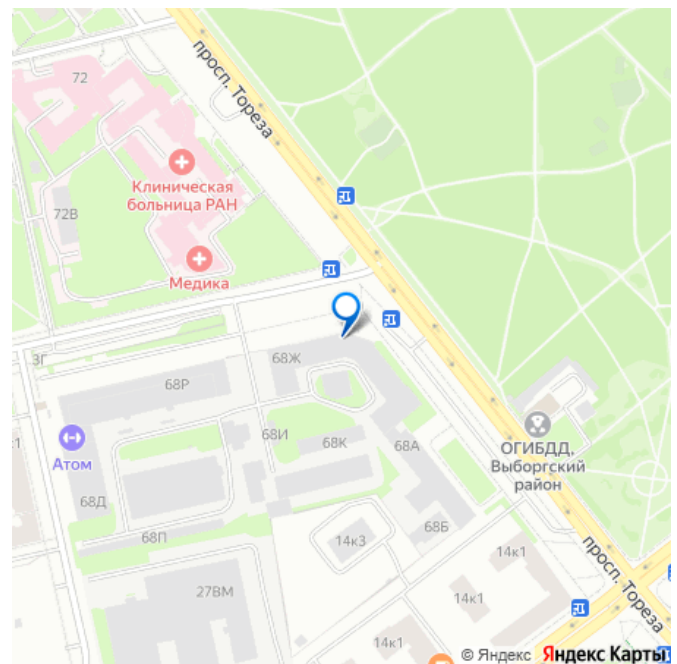 72
просп. Тореза
Клиническая
больница РАН
72В
Медика
3Г
68Ж
68Р
Атом
68И
68К
68А
ОГИБДД,
Выборгский
район
68Д
68Б
68П
14к3
14к1
27ВМ
14к1
просп. Тореза
14к1
© Яндекс Яндекс Карты